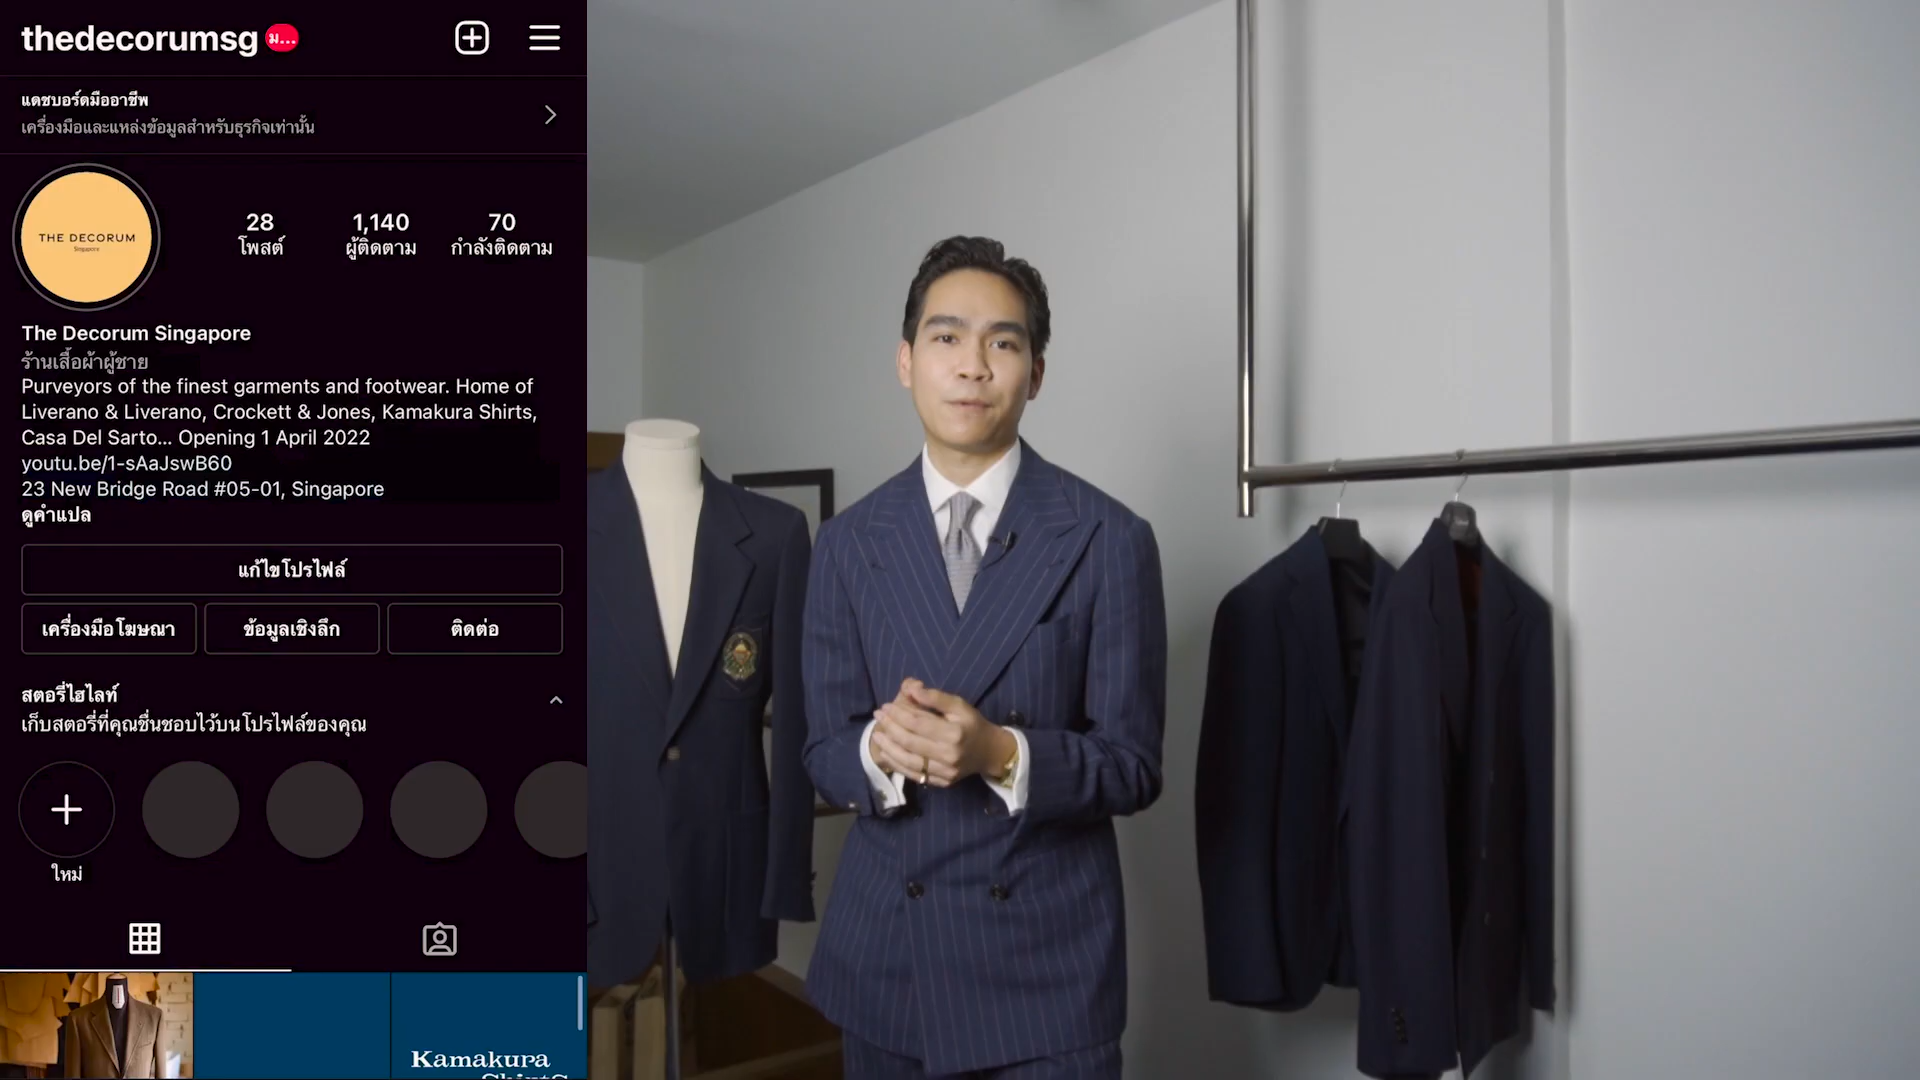 thedecorumsg ม...
แดชบอร์ดมืออาชีพ
เครื่องมือและแหล่งข้อมูลสำหรับธุรกิจเท่านั้น
THE DECORUM
Singapore
28 1,140 70
โพสต์ ผู้ติดตาม กำลังติดตาม
The Decorum Singapore
ร้านเสื้อผ้าผู้ชาย
Purveyors of the finest garments and footwear. Home of
Liverano & Liverano, Crockett & Jones, Kamakura Shirts,
Casa Del Sarto... Opening 1 April 2022
youtu.be/1-sAaJswB60
23 New Bridge Road #05-01, Singapore
ดูคำแปล
แก้ไขโปรไฟล์
เครื่องมือโฆษณา ข้อมูลเชิงลึก ติดต่อ
สตอรี่ไฮไลท์
เก็บสตอรี่ที่คุณชื่นชอบไว้บนโปรไฟล์ของคุณ
ใหม่
Kamakura
Shirts